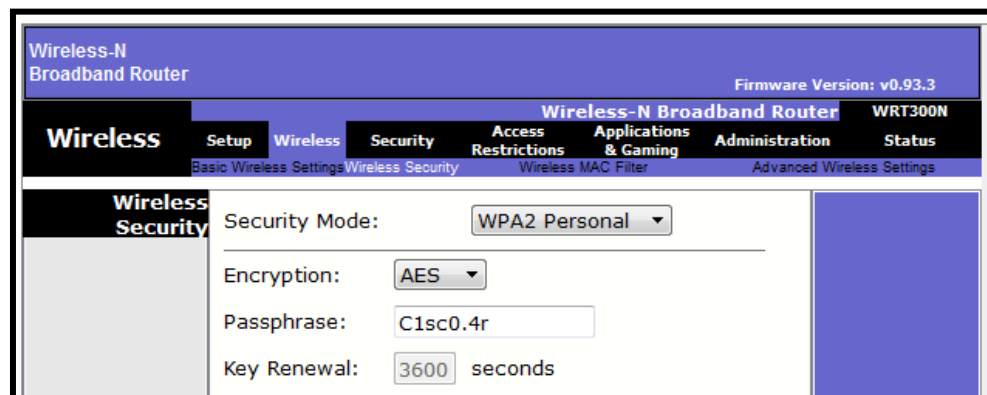 Wireless-N
Broadband Router
Firmware Version: v0.93.3
Wireless-N Broadband Router WRT300N
Wireless
Setup Wireless Security Access Restrictions Applications & Gaming Administration Status
Basic Wireless Settings Wireless Security Wireless MAC Filter Advanced Wireless Settings
Wireless
Security
Security Mode: WPA2 Personal
Encryption: AES
Passphrase: C1sc0.4r
Key Renewal: 3600 seconds